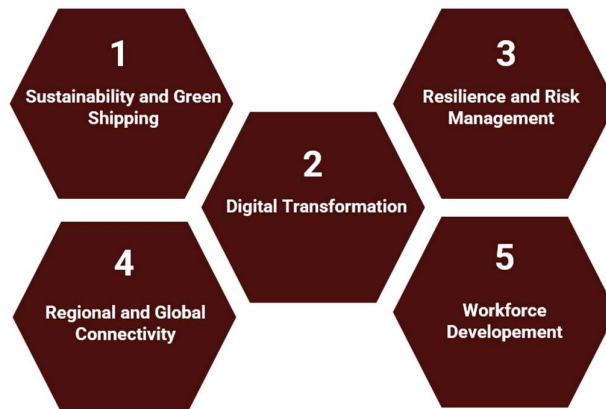 1
Sustainability and Green
Shipping
2
Digital Transformation
3
Resilience and Risk
Management
4
Regional and Global
Connectivity
5
Workforce
Developement